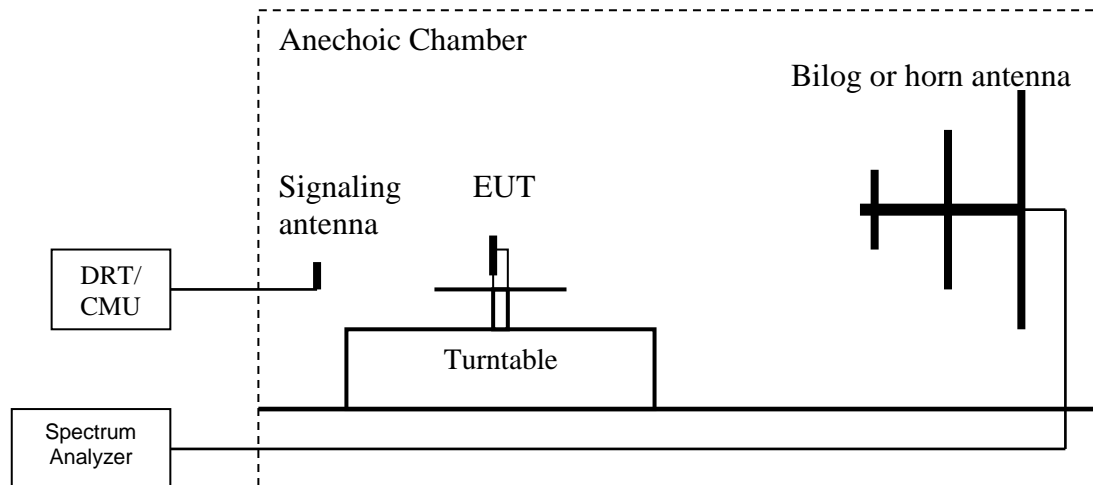 Anechoic Chamber
Bilog or horn antenna
Signaling
antenna
EUT
DRT/
CMU
Turntable
Spectrum
Analyzer